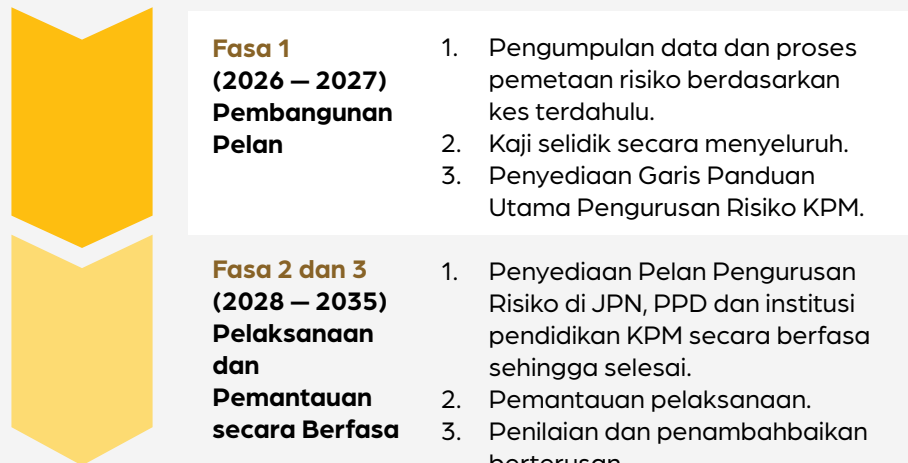 Fasa 1
(2026 – 2027)
Pembangunan
Pelan
1. Pengumpulan data dan proses
pemetaan risiko berdasarkan
kes terdahulu.
2. Kaji selidik secara menyeluruh.
3. Penyediaan Garis Panduan
Utama Pengurusan Risiko KPM.
Fasa 2 dan 3
(2028 – 2035)
Pelaksanaan
dan
Pemantauan
secara Berfasa
1. Penyediaan Pelan Pengurusan
Risiko di JPN, PPD dan institusi
pendidikan KPM secara berfasa
sehingga selesai.
2. Pemantauan pelaksanaan.
3. Penilaian dan penambahbaikan
berterusan.